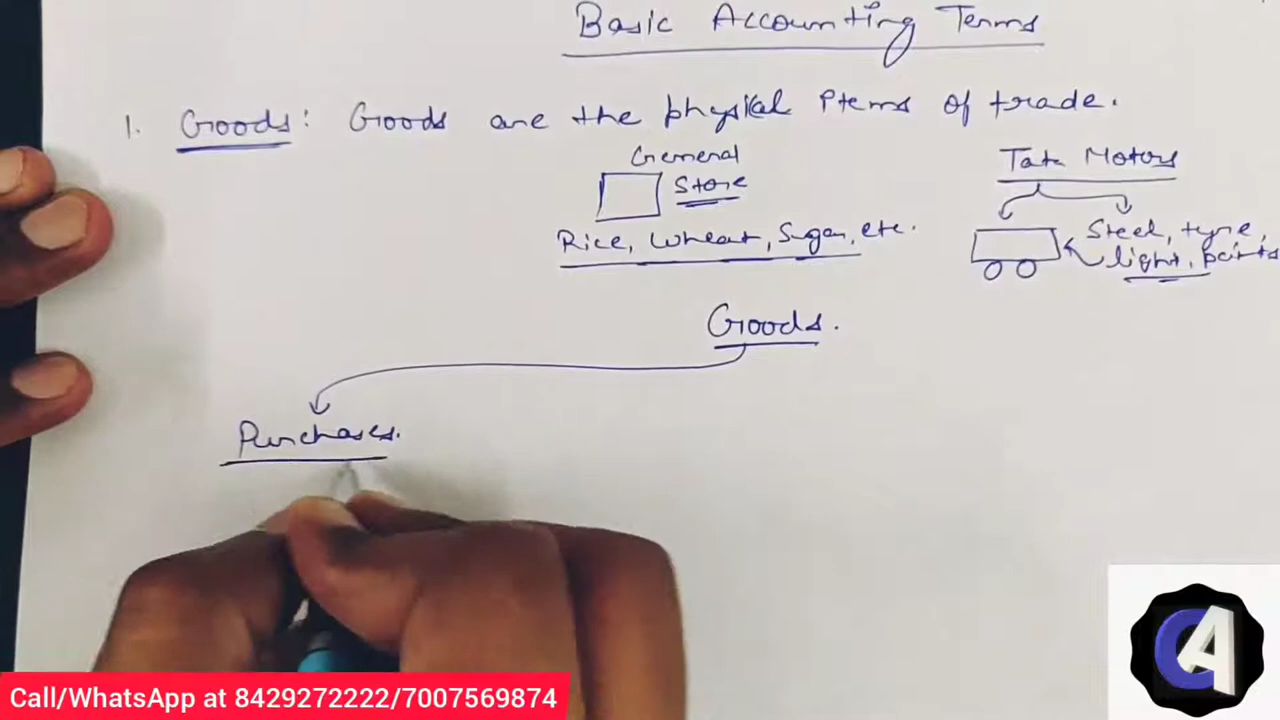 Basic Accounting Terms
1. Goods: Goods are the physical Items of trade.
General
Store
Rice, Wheat, Sugar, etc.
Tata Motors
Steel, tyre,
light, paints
Goods.
Purchases.
Call/WhatsApp at 8429272222/7007569874
CA